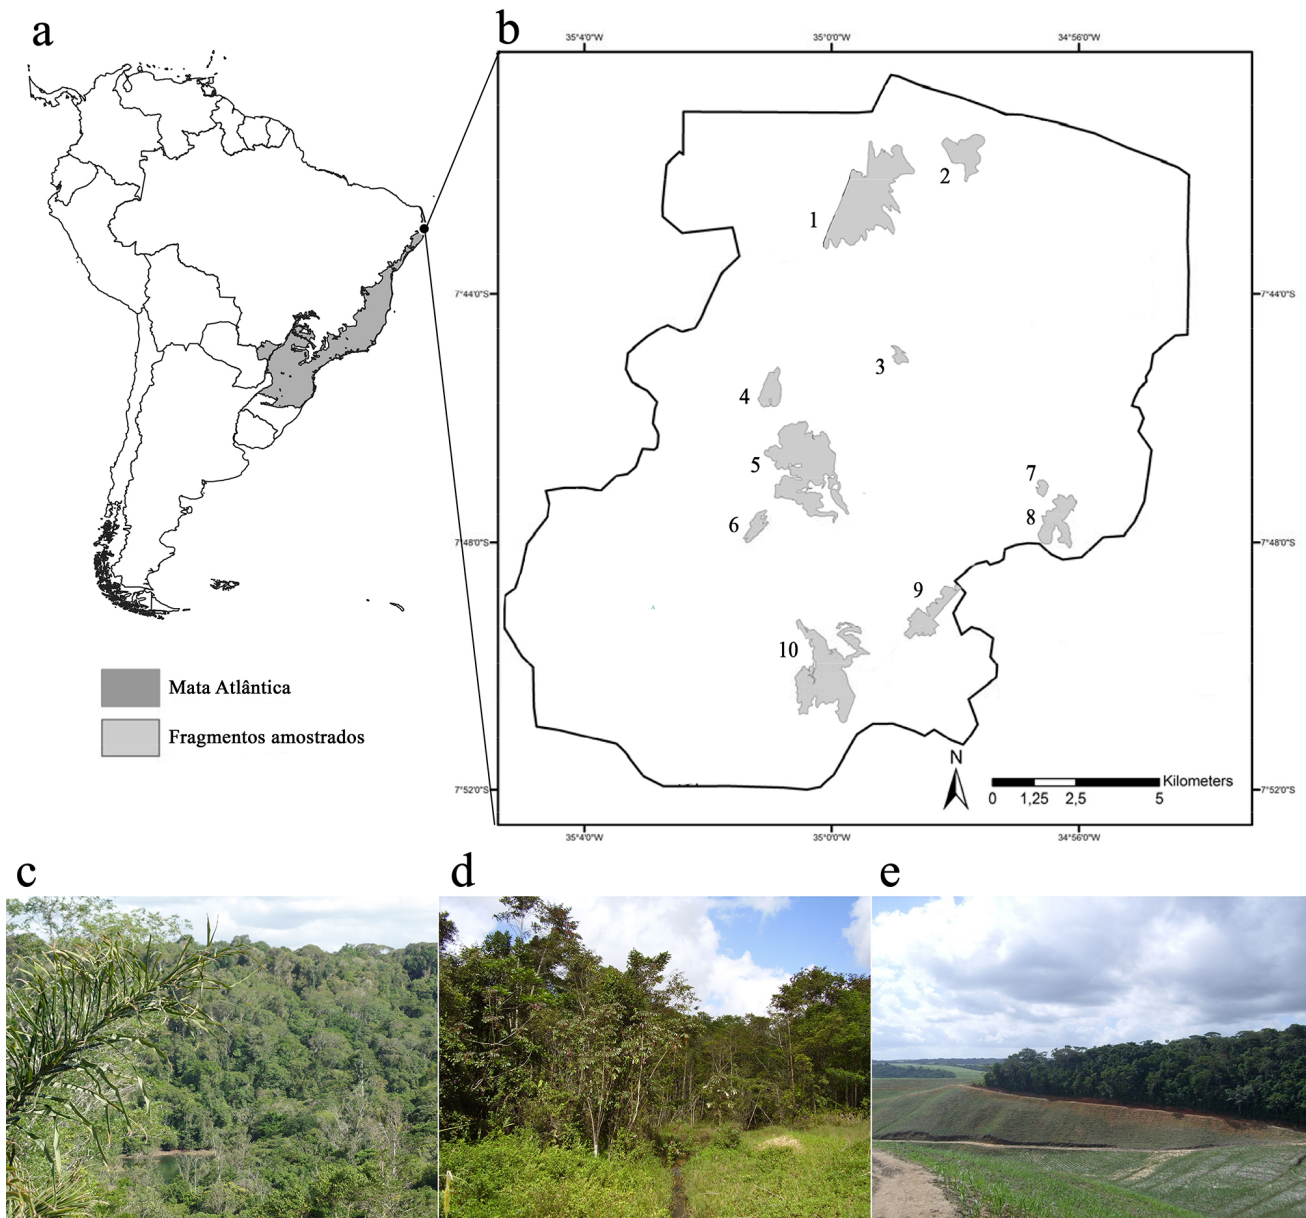 a
b
35°4'0"W 35°0'0"W 34°56'0"W
1
2
7°44'0"S 7°44'0"S
3
4
5
6
7
8
7°48'0"S 7°48'0"S
9
10
Mata Atlântica
Fragmentos amostrados
N
Kilometers
0 1,25 2,5 5
7°52'0"S 7°52'0"S
35°4'0"W 35°0'0"W 34°56'0"W
c
d
e